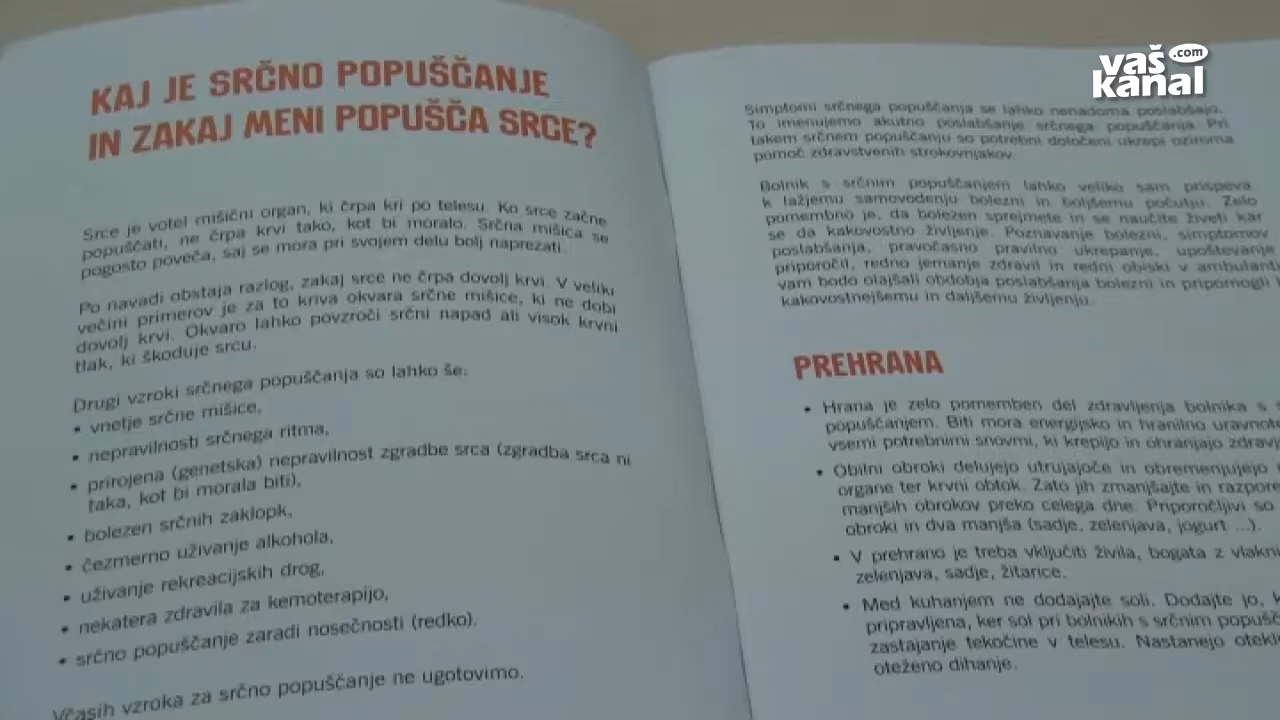 KAJ JE SRČNO POPUŠČANJE
IN ZAKAJ MENI POPUŠČA SRCE?
Srce je votel mišični organ, ki črpa kri po telesu. Ko srce začne
popuščati, ne črpa krvi tako, kot bi moralo. Srčna mišica se
pogosto poveča, saj se mora pri svojem delu bolj naprezati.
Po navadi obstaja razlog, zakaj srce ne črpa dovolj krvi. V veliki
večini primerov je za to kriva okvara srčne mišice, ki ne dobi
dovolj krvi. Okvaro lahko povzroči srčni napad ali visok krvni
tlak, ki škoduje srcu.
Drugi vzroki srčnega popuščanja so lahko še:
• vnetje srčne mišice,
• nepravilnosti srčnega ritma,
• prirojena (genetska) nepravilnost zgradbe srca (zgradba srca ni
taka, kot bi morala biti),
• bolezen srčnih zaklopk,
• čezmerno uživanje alkohola,
• uživanje rekreacijskih drog,
• nekatera zdravila za kemoterapijo,
• srčno popuščanje zaradi nosečnosti (redko).
Včasih vzroka za srčno popuščanje ne ugotovimo.
vaš kanal .com
Simptomi srčnega popuščanja se lahko nenadoma poslabšajo.
To imenujemo akutno poslabšanje srčnega popuščanja. Pri
takem srčnem popuščanju so potrebni določeni ukrepi oziroma
pomoč zdravstvenih strokovnjakov.
Bolnik s srčnim popuščanjem lahko veliko sam prispeva
k lažjemu samovodenju bolezni in boljšemu počutju. Zelo
pomembno je, da bolezen sprejmete in se naučite živeti kar
se da kakovostno življenje. Poznavanje bolezni, simptomov
poslabšanja, pravočasno pravilno ukrepanje, upoštevanje
priporočil, redno jemanje zdravil in redni obiski v ambulanti
vam bodo olajšali obdobja poslabšanja bolezni in pripomogli k
kakovostnejšemu in daljšemu življenju.
PREHRANA
• Hrana je zelo pomemben del zdravljenja bolnika s
popuščanjem. Biti mora energijsko in hranilno uravnote
vsemi potrebnimi snovmi, ki krepijo in ohranjajo zdravj
• Obilni obroki delujejo utrujajoče in obremenjujejo
organe ter krvni obtok. Zato jih zmanjšajte in razpore
manjših obrokov preko celega dne. Priporočljivi so
obroki in dva manjša (sadje, zelenjava, jogurt ...).
• V prehrano je treba vključiti živila, bogata z vlakni
zelenjava, sadje, žitarice.
• Med kuhanjem ne dodajajte soli. Dodajte jo, k
pripravljena, ker sol pri bolnikih s srčnim popušč
zastajanje tekočine v telesu. Nastanejo otekl
oteženo dihanje.